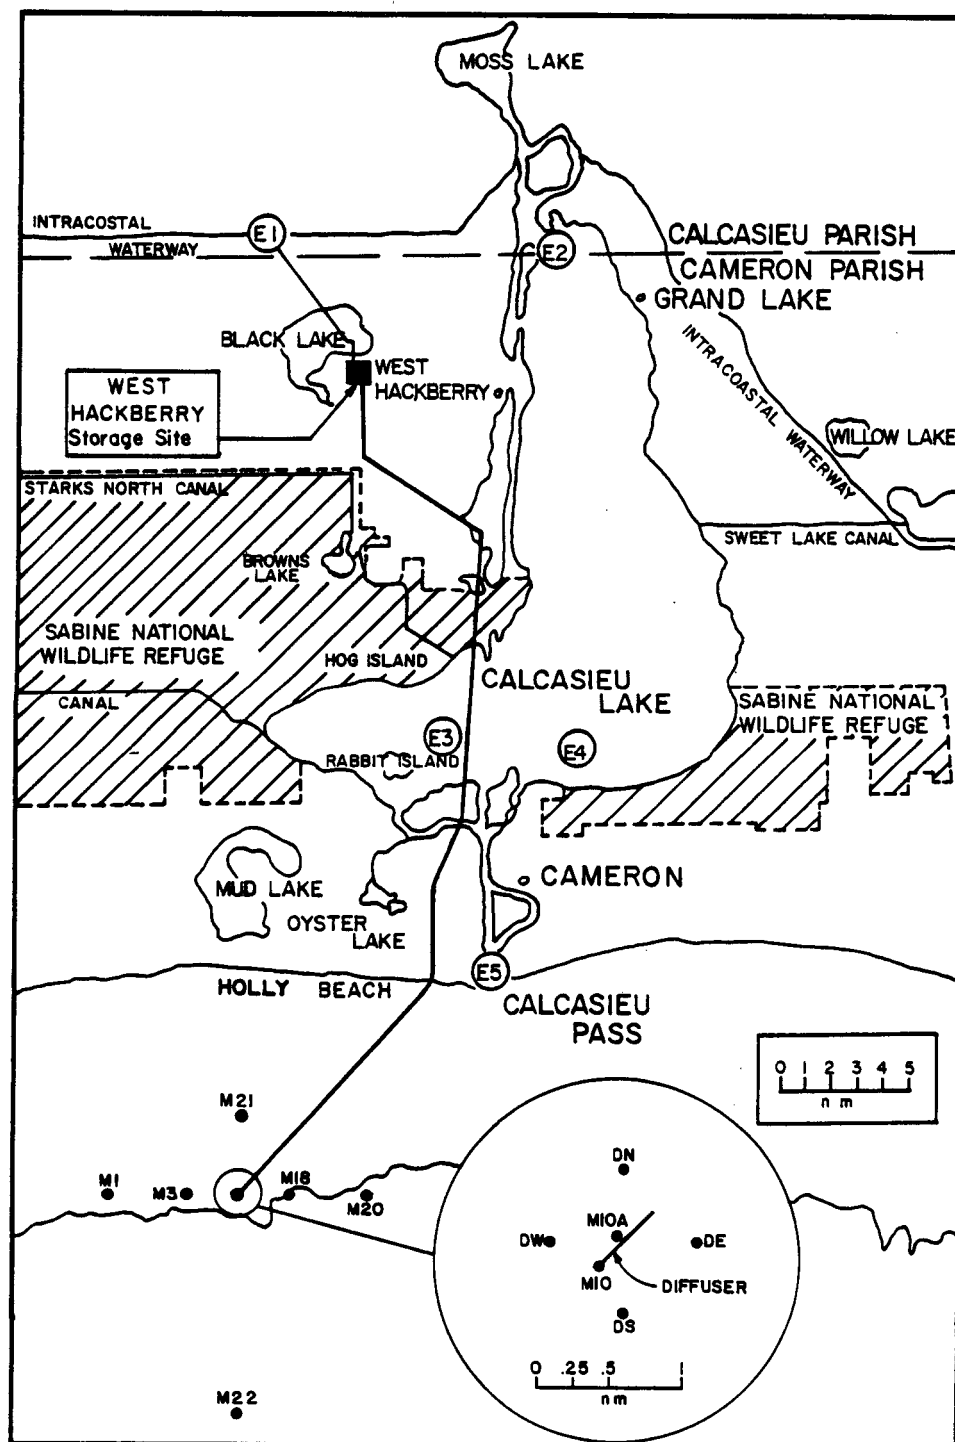 MOSS LAKE
INTRACOSTAL
WATERWAY
E1
E2
CALCASIEU PARISH
CAMERON PARISH
GRAND LAKE
BLACK LAKE
WEST
HACKBERRY
WEST
HACKBERRY
Storage Site
INTRACOASTAL WATERWAY
WILLOW LAKE
STARKS NORTH CANAL
SWEET LAKE CANAL
BROWNS
LAKE
SABINE NATIONAL
WILDLIFE REFUGE
HOG ISLAND
CALCASIEU
LAKE
CANAL
SABINE NATIONAL
WILDLIFE REFUGE
E3
E4
RABBIT ISLAND
MUD LAKE
CAMERON
OYSTER
LAKE
E5
HOLLY BEACH
CALCASIEU
PASS
0 1 2 3 4 5
nm
M21
M1
M3
M18
M20
DN
M10A
DW
DE
M10
DIFFUSER
DS
0 .25 .5 1
nm
M22